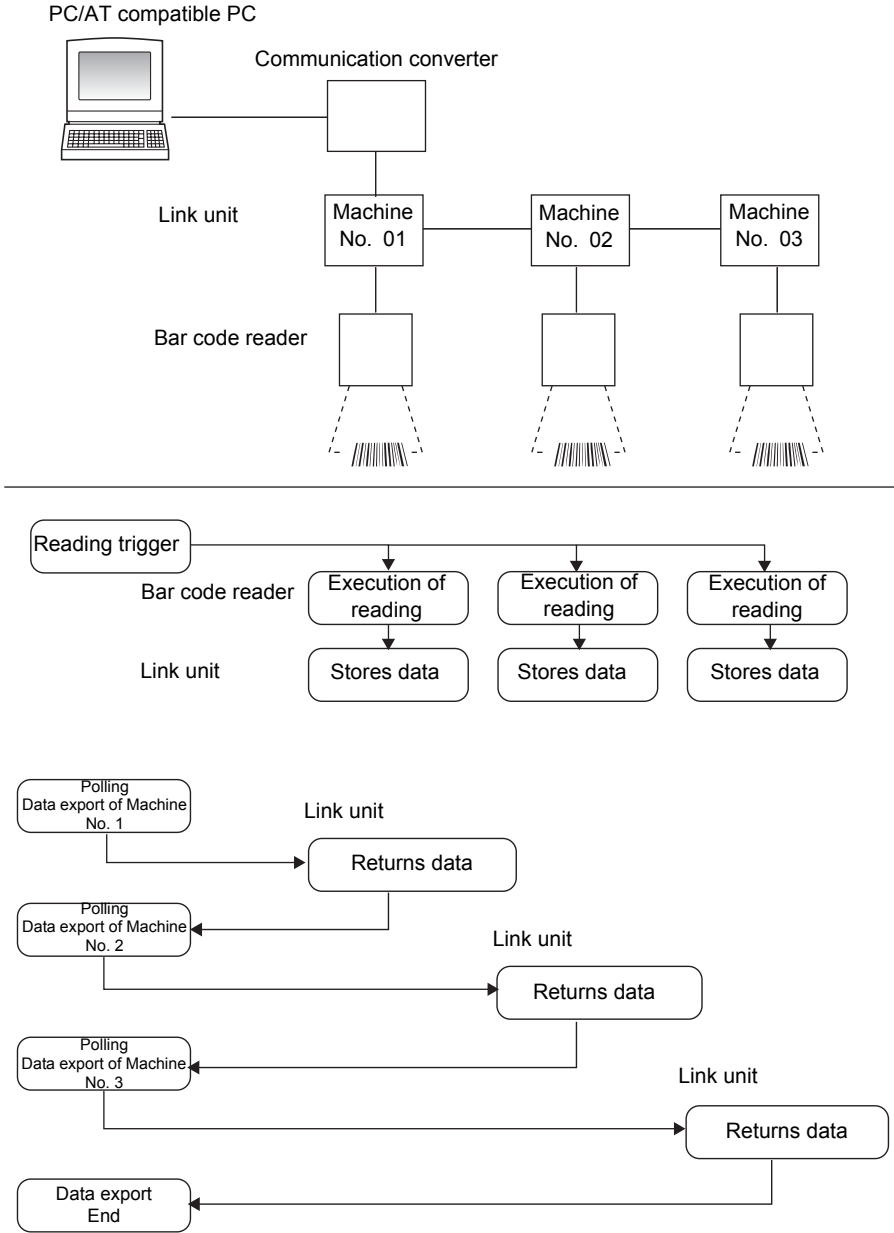 PC/AT compatible PC
Communication converter
Link unit
Machine
No. 01
Machine
No. 02
Machine
No. 03
Bar code reader
Reading trigger
Bar code reader
Execution of
reading
Execution of
reading
Execution of
reading
Link unit
Stores data
Stores data
Stores data
Polling
Data export of Machine
No. 1
Link unit
Returns data
Polling
Data export of Machine
No. 2
Link unit
Returns data
Polling
Data export of Machine
No. 3
Link unit
Returns data
Data export
End